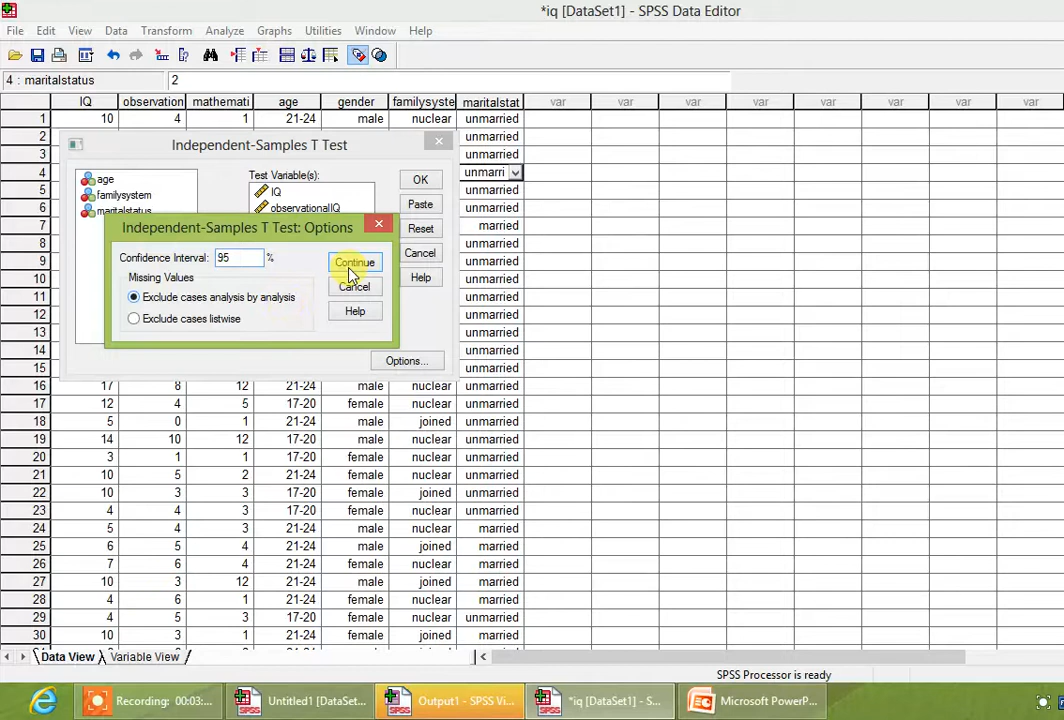 *iq [DataSet1] - SPSS Data Editor
File Edit View Data Transform Analyze Graphs Utilities Window Help
4 : maritalstatus 2
IQ observation mathemati age gender familysyste maritalstat var var var var var var var var
1 10 4 1 21-24 male nuclear unmarried
2 unmarried
3 unmarried
4 unmarri
5 unmarried
6 unmarried
7 married
8 unmarried
9 unmarried
10 unmarried
11 unmarried
12 unmarried
13 unmarried
14 unmarried
15 unmarried
16 17 8 12 21-24 male nuclear unmarried
17 12 4 5 17-20 female nuclear unmarried
18 5 0 1 21-24 male joined unmarried
19 14 10 12 17-20 male nuclear unmarried
20 3 1 1 17-20 male nuclear unmarried
21 10 5 2 21-24 female nuclear unmarried
22 10 3 3 17-20 female joined unmarried
23 4 4 3 17-20 female nuclear unmarried
24 5 4 3 21-24 male nuclear married
25 6 5 4 21-24 male joined married
26 7 6 4 21-24 female nuclear married
27 10 3 12 21-24 male joined married
28 4 6 1 21-24 female nuclear married
29 4 5 3 17-20 female nuclear unmarried
30 10 3 1 21-24 female joined married
Independent-Samples T Test
age
familysystem
maritalstatus
Test Variable(s):
IQ
observationalIQ
OK
Paste
Reset
Cancel
Help
Options...
Independent-Samples T Test: Options
Confidence Interval: 95 %
Missing Values
Exclude cases analysis by analysis
Exclude cases listwise
Continue
Cancel
Help
Data View Variable View
SPSS Processor is ready
Recording: 00:03:...
Untitled1 [DataSet...
Output1 - SPSS Vi...
*iq [DataSet1] - S...
Microsoft PowerP...